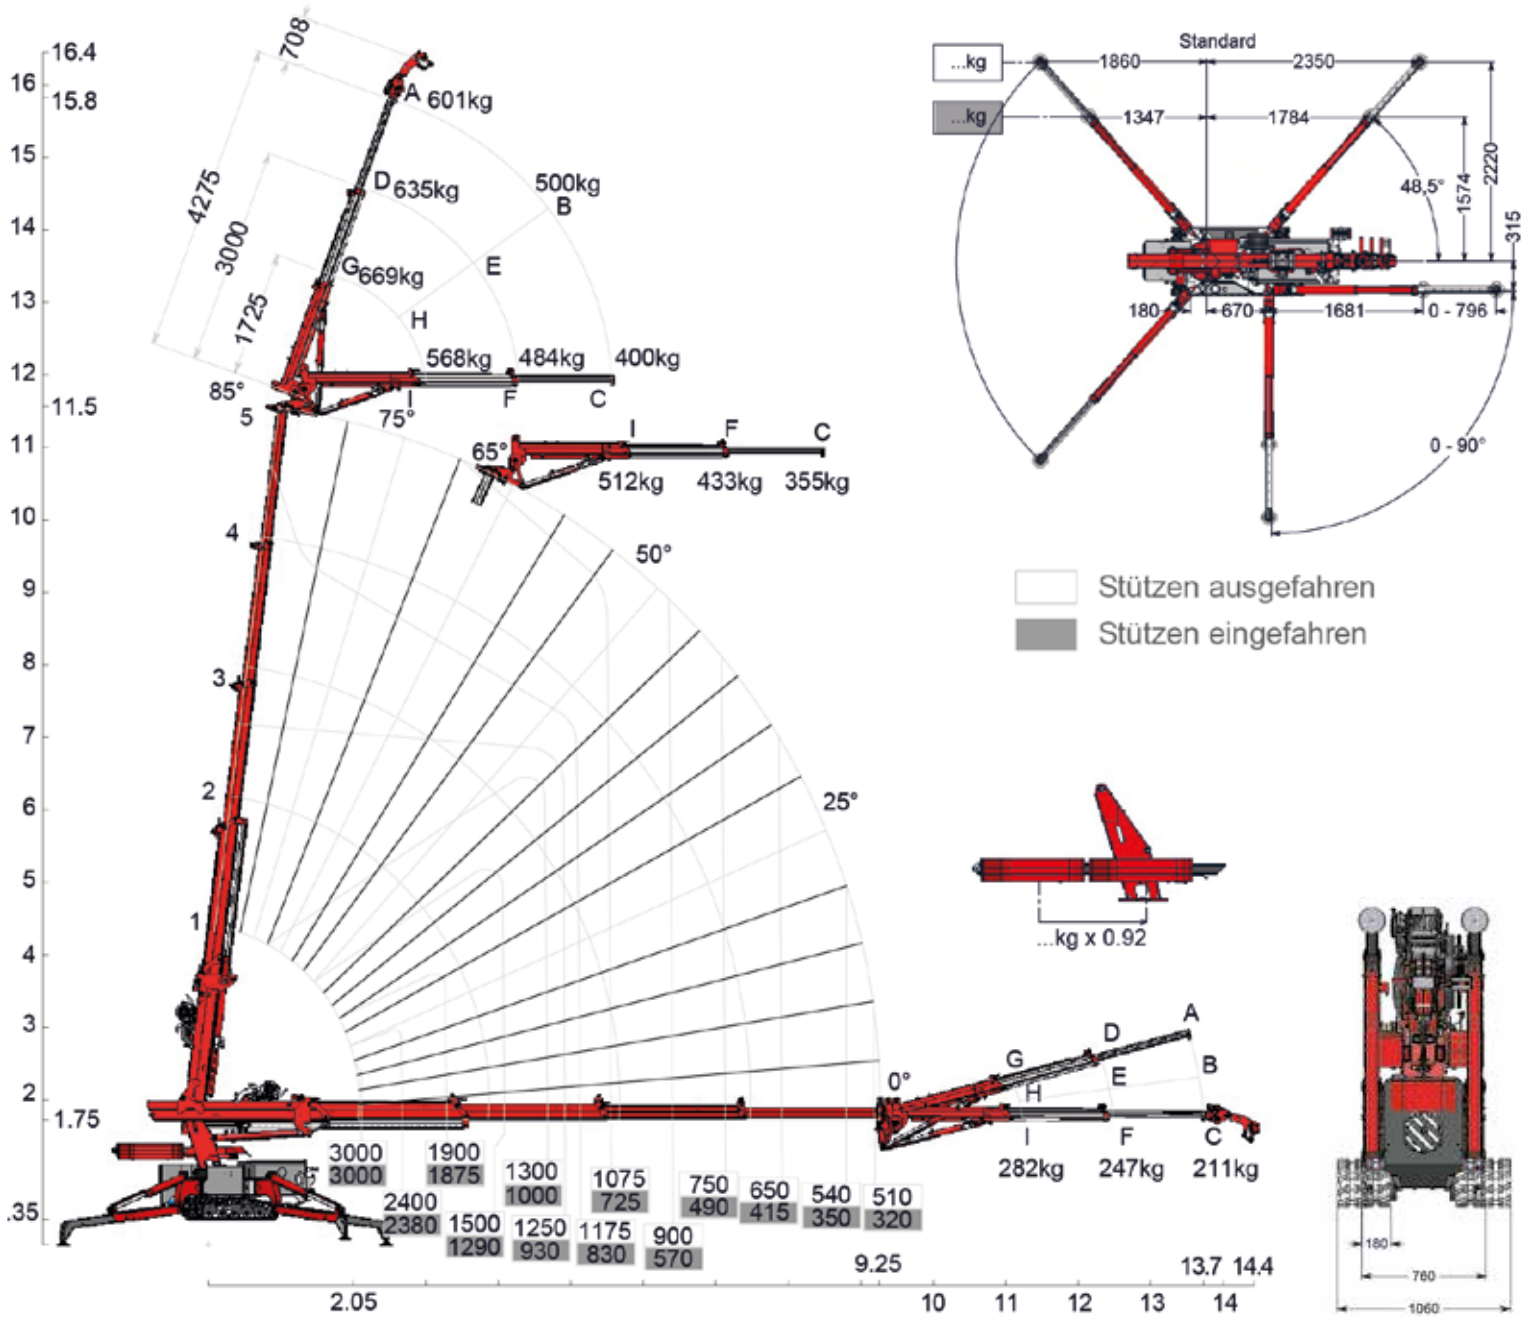 16.4
16
15.8
15
14
13
12
11.5
11
10
9
8
7
6
5
4
3
2
1.75
.35
708
4275
3000
1725
A 601kg
D 635kg
G 669kg
500kg
B
E
H
568kg 484kg 400kg
I F C
85°
5
75°
65°
I F C
512kg 433kg 355kg
50°
4
3
2
1
25°
0°
A
D
G
B
E
H
I F C
282kg 247kg 211kg
3000 1900 1300 1075 750 650 540 510
3000 1875 1000 725 490 415 350 320
2400 1500 1250 1175 900
2380 1290 930 830 570
9.25 13.7 14.4
2.05 10 11 12 13 14
Standard
...kg 1860 2350
...kg 1347 1784
48,5°
1574
2220
315
180 670 1681 0 - 796
0 - 90°
Stützen ausgefahren
Stützen eingefahren
...kg x 0.92
180
760
1060